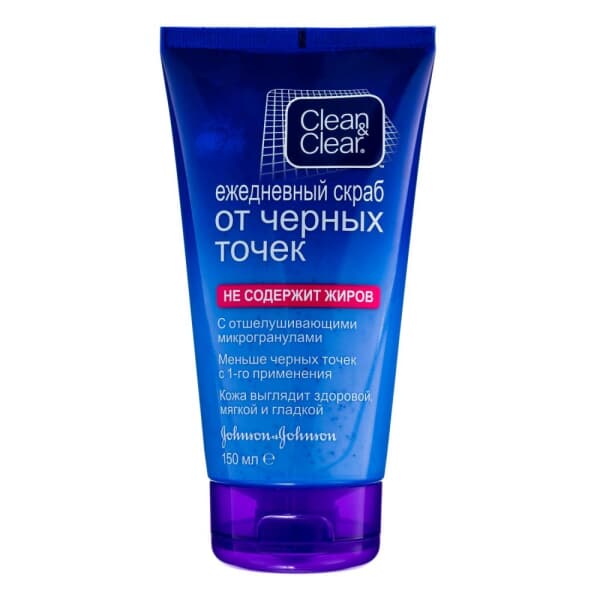 Clean &
Clear®
™
ежедневный скраб
от черных
точек
НЕ СОДЕРЖИТ ЖИРОВ
С отшелушивающими
микрогранулами
Меньше черных точек
с 1-го применения
Кожа выглядит здоровой,
мягкой и гладкой
Johnson+Johnson
150 мл ℮